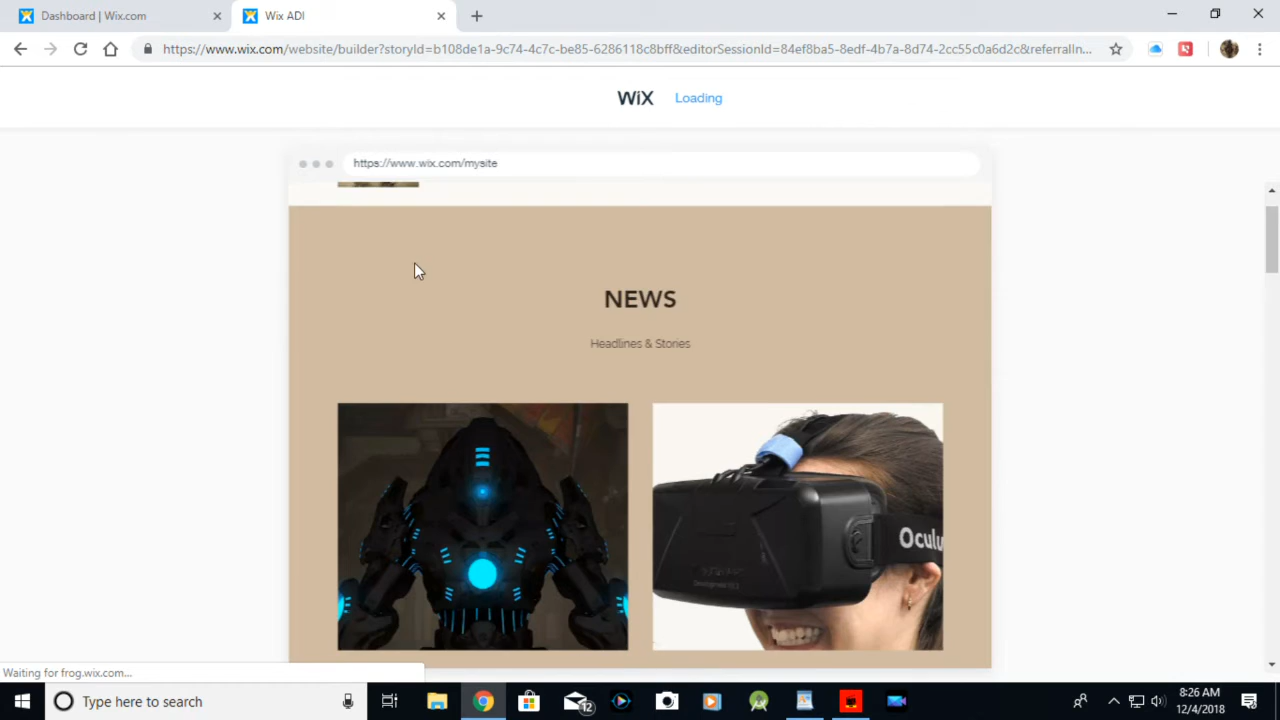 Dashboard | Wix.com
Wix ADI
https://www.wix.com/website/builder?storyId=b108de1a-9c74-4c7c-be85-6286118c8bff&editorSessionId=84ef8ba5-8edf-4b7a-8d74-2cc55c0a6d2c&referralIn...
WiX Loading
https://www.wix.com/mysite
NEWS
Headlines & Stories
Ocul
Waiting for frog.wix.com...
Type here to search
12
8:26 AM
12/4/2018